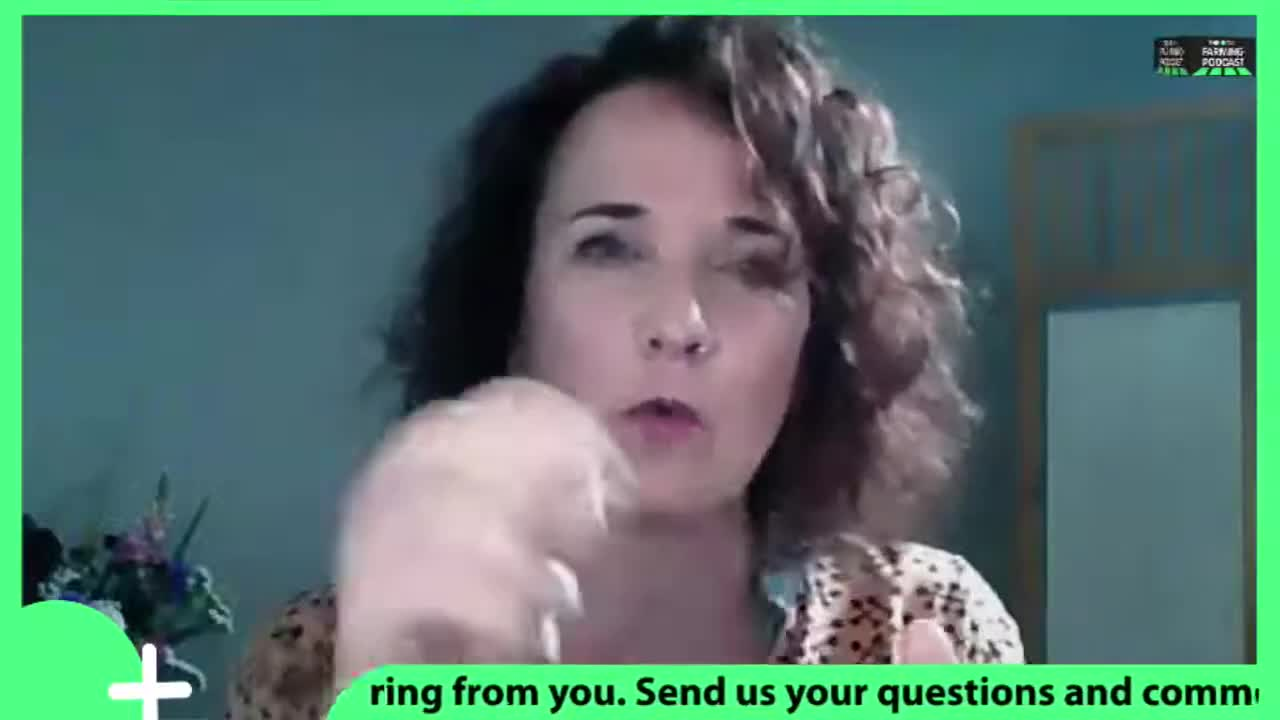 FARMING
PODCAST
ring from you. Send us your questions and comm